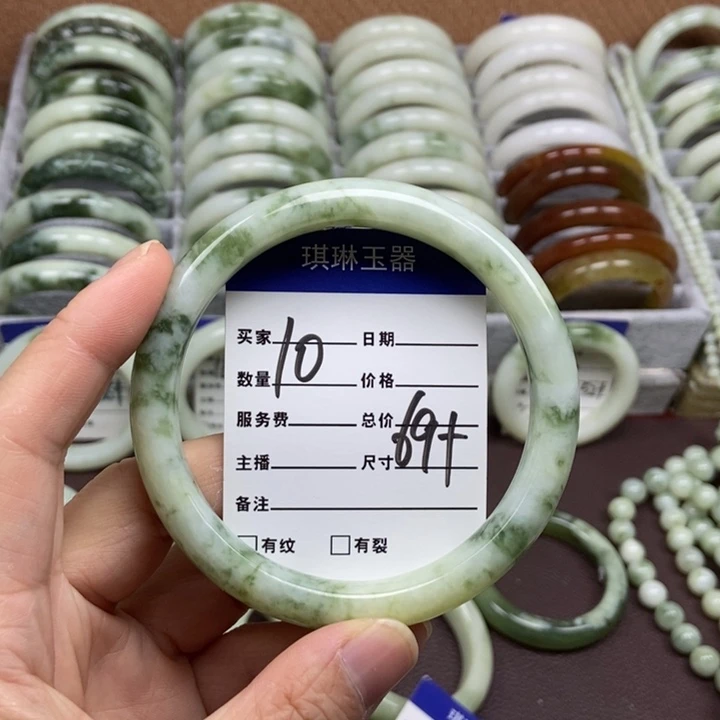 琪琳玉器
买家 10 日期
数量 价格
服务费 总价
主播 尺寸 69+
备注
□有纹 □有裂